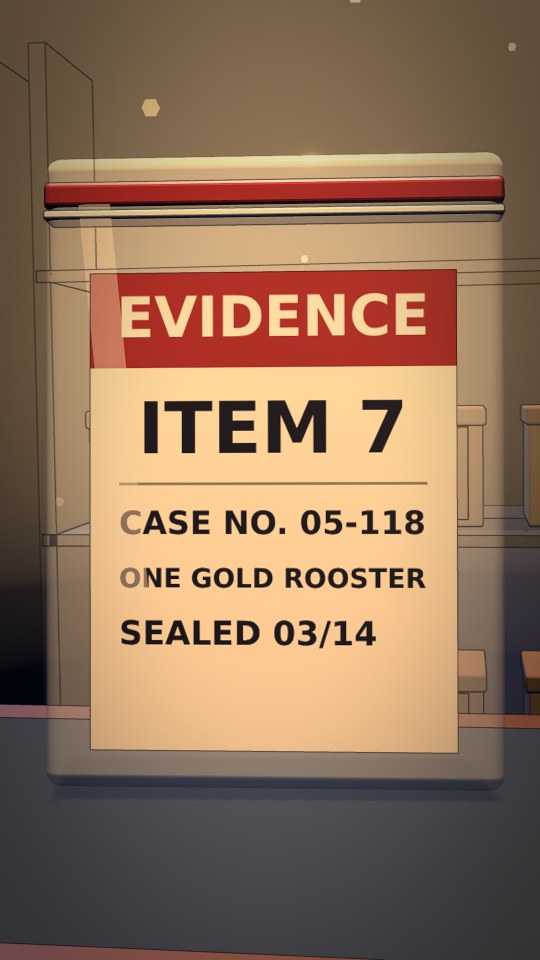 EVIDENCE
ITEM 7
CASE NO. 05-118
ONE GOLD ROOSTER
SEALED 03/14